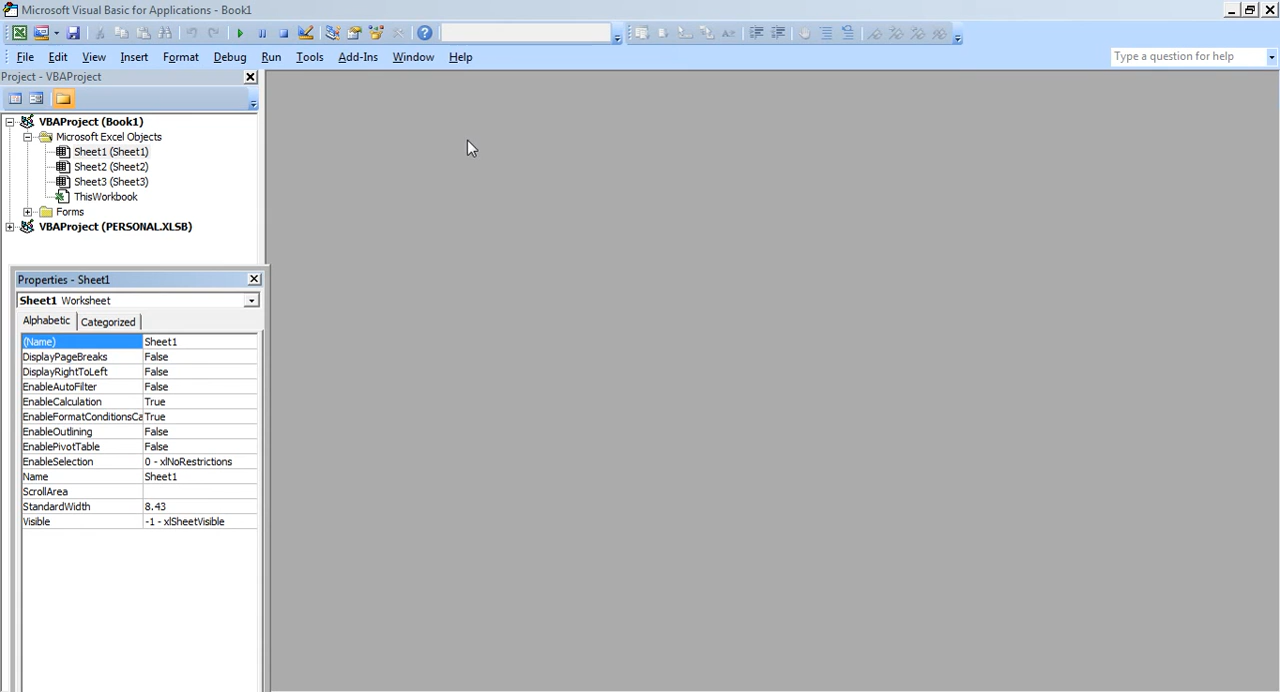 Microsoft Visual Basic for Applications - Book1
File Edit View Insert Format Debug Run Tools Add-Ins Window Help
Type a question for help
Project - VBAProject
VBAProject (Book1)
Microsoft Excel Objects
Sheet1 (Sheet1)
Sheet2 (Sheet2)
Sheet3 (Sheet3)
ThisWorkbook
Forms
VBAProject (PERSONAL.XLSB)
Properties - Sheet1
Sheet1 Worksheet
Alphabetic Categorized
(Name) Sheet1
DisplayPageBreaks False
DisplayRightToLeft False
EnableAutoFilter False
EnableCalculation True
EnableFormatConditionsCa True
EnableOutlining False
EnablePivotTable False
EnableSelection 0 - xlNoRestrictions
Name Sheet1
ScrollArea
StandardWidth 8.43
Visible -1 - xlSheetVisible